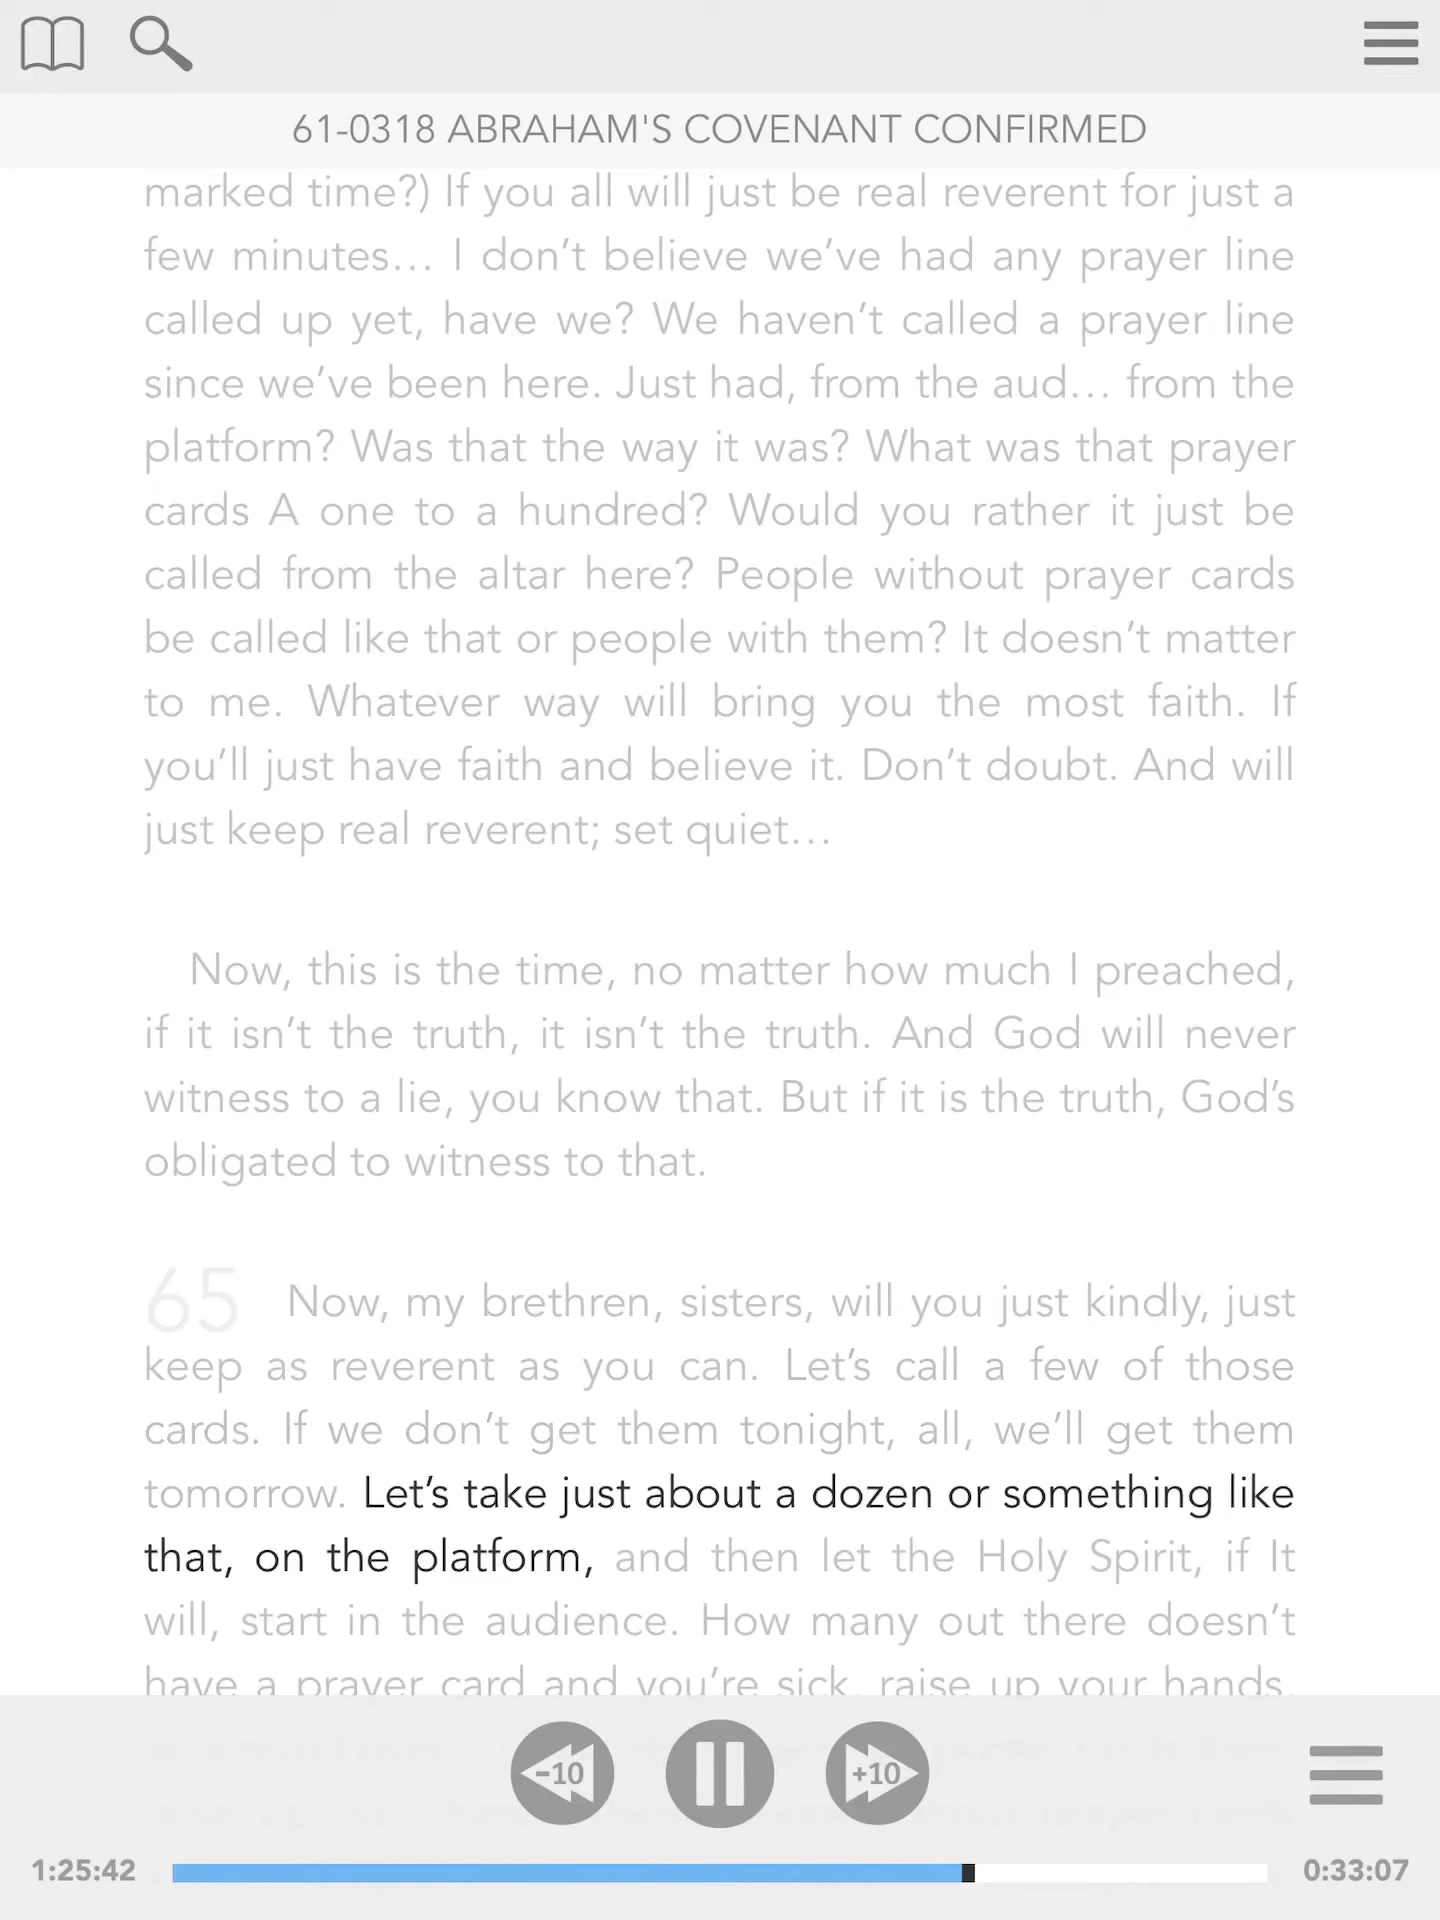 61-0318 ABRAHAM'S COVENANT CONFIRMED
marked time?) If you all will just be real reverent for just a
few minutes… I don’t believe we’ve had any prayer line
called up yet, have we? We haven’t called a prayer line
since we’ve been here. Just had, from the aud… from the
platform? Was that the way it was? What was that prayer
cards A one to a hundred? Would you rather it just be
called from the altar here? People without prayer cards
be called like that or people with them? It doesn’t matter
to me. Whatever way will bring you the most faith. If
you’ll just have faith and believe it. Don’t doubt. And will
just keep real reverent; set quiet…
Now, this is the time, no matter how much I preached,
if it isn’t the truth, it isn’t the truth. And God will never
witness to a lie, you know that. But if it is the truth, God’s
obligated to witness to that.
65 Now, my brethren, sisters, will you just kindly, just
keep as reverent as you can. Let’s call a few of those
cards. If we don’t get them tonight, all, we’ll get them
tomorrow. Let’s take just about a dozen or something like
that, on the platform, and then let the Holy Spirit, if It
will, start in the audience. How many out there doesn’t
have a prayer card and you’re sick, raise up your hands.
-10 +10
1:25:42 0:33:07